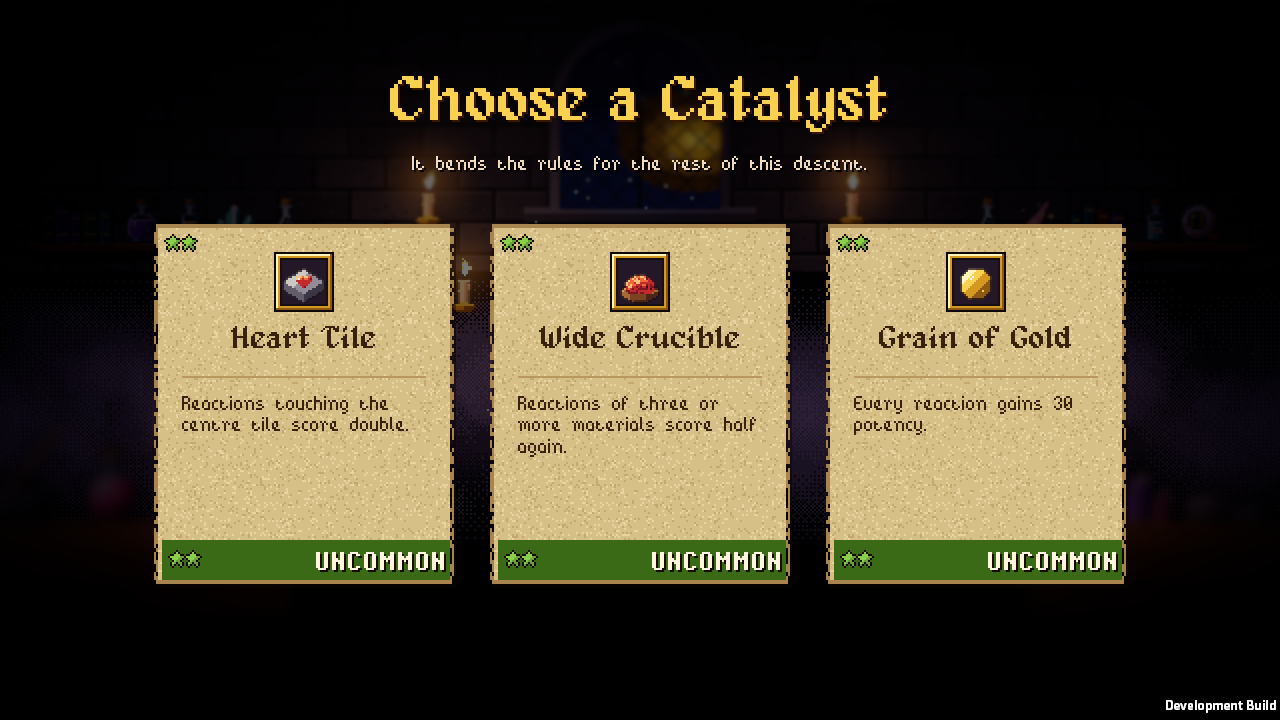 Choose a Catalyst
It bends the rules for the rest of this descent.
Heart Tile
Reactions touching the
centre tile score double.
UNCOMMON
Wide Crucible
Reactions of three or
more materials score half
again.
UNCOMMON
Grain of Gold
Every reaction gains 30
potency.
UNCOMMON
Development Build